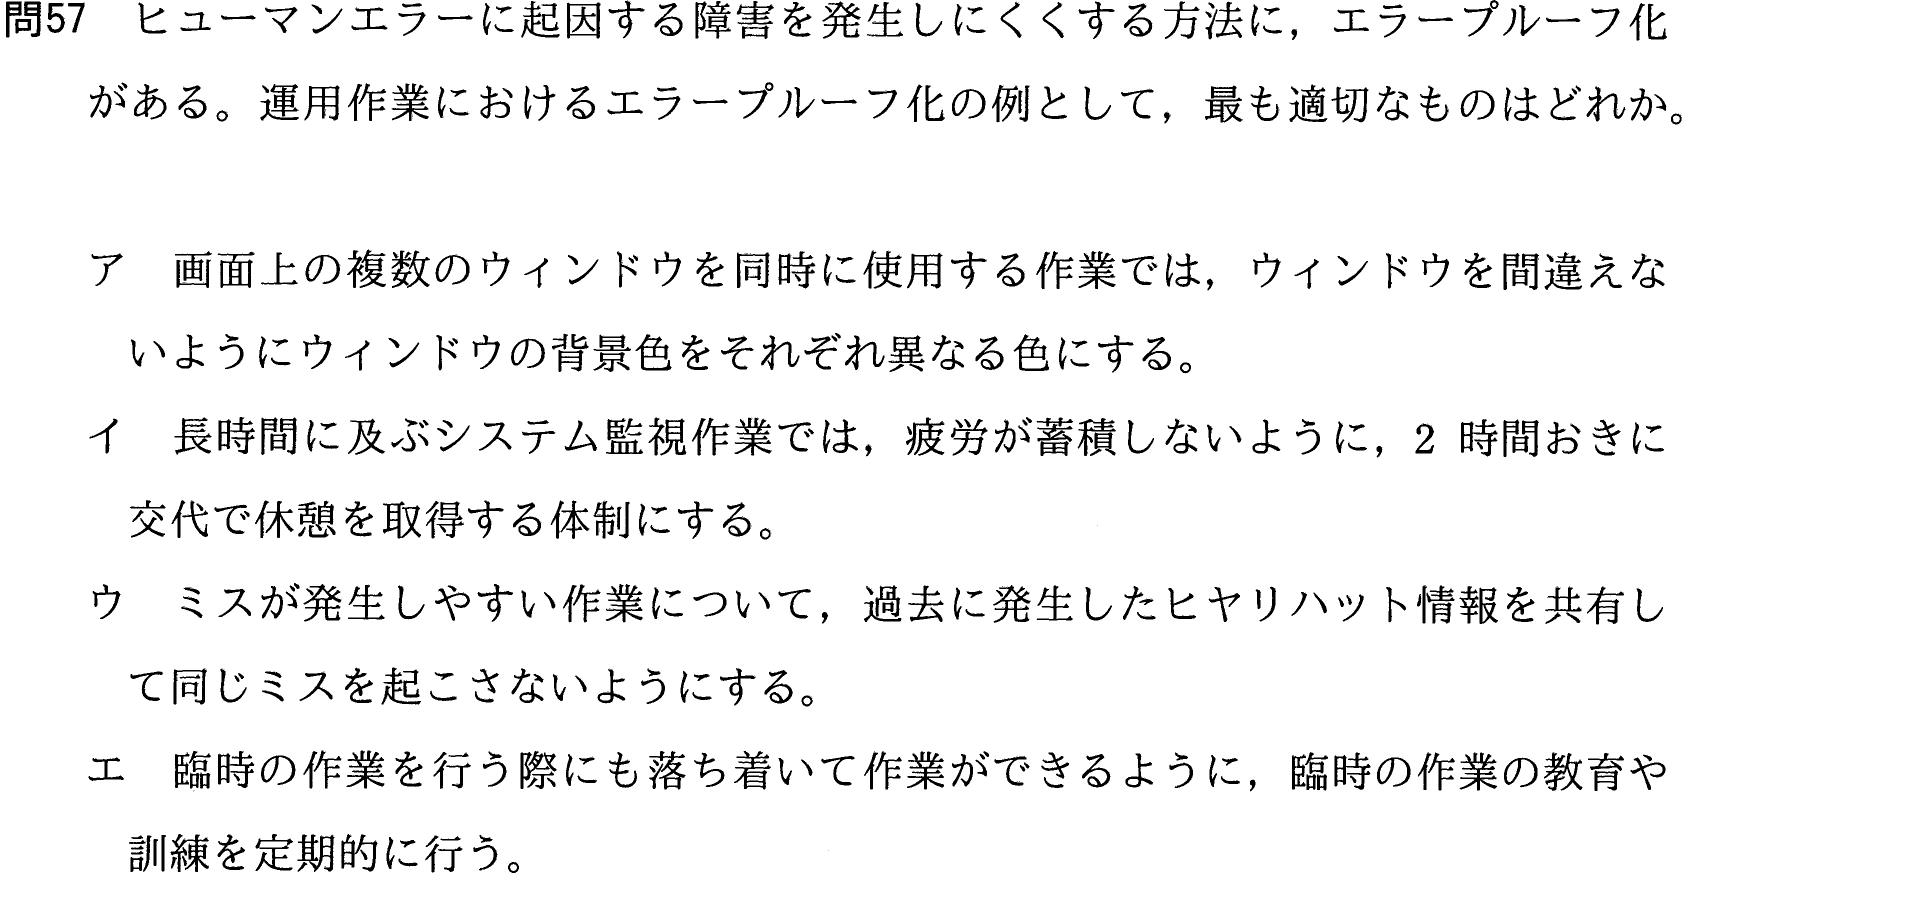 問57　ヒューマンエラーに起因する障害を発生しにくくする方法に，エラープルーフ化
がある。運用作業におけるエラープルーフ化の例として，最も適切なものはどれか。
ア　画面上の複数のウィンドウを同時に使用する作業では，ウィンドウを間違えな
いようにウィンドウの背景色をそれぞれ異なる色にする。
イ　長時間に及ぶシステム監視作業では，疲労が蓄積しないように，2 時間おきに
交代で休憩を取得する体制にする。
ウ　ミスが発生しやすい作業について，過去に発生したヒヤリハット情報を共有し
て同じミスを起こさないようにする。
エ　臨時の作業を行う際にも落ち着いて作業ができるように，臨時の作業の教育や
訓練を定期的に行う。